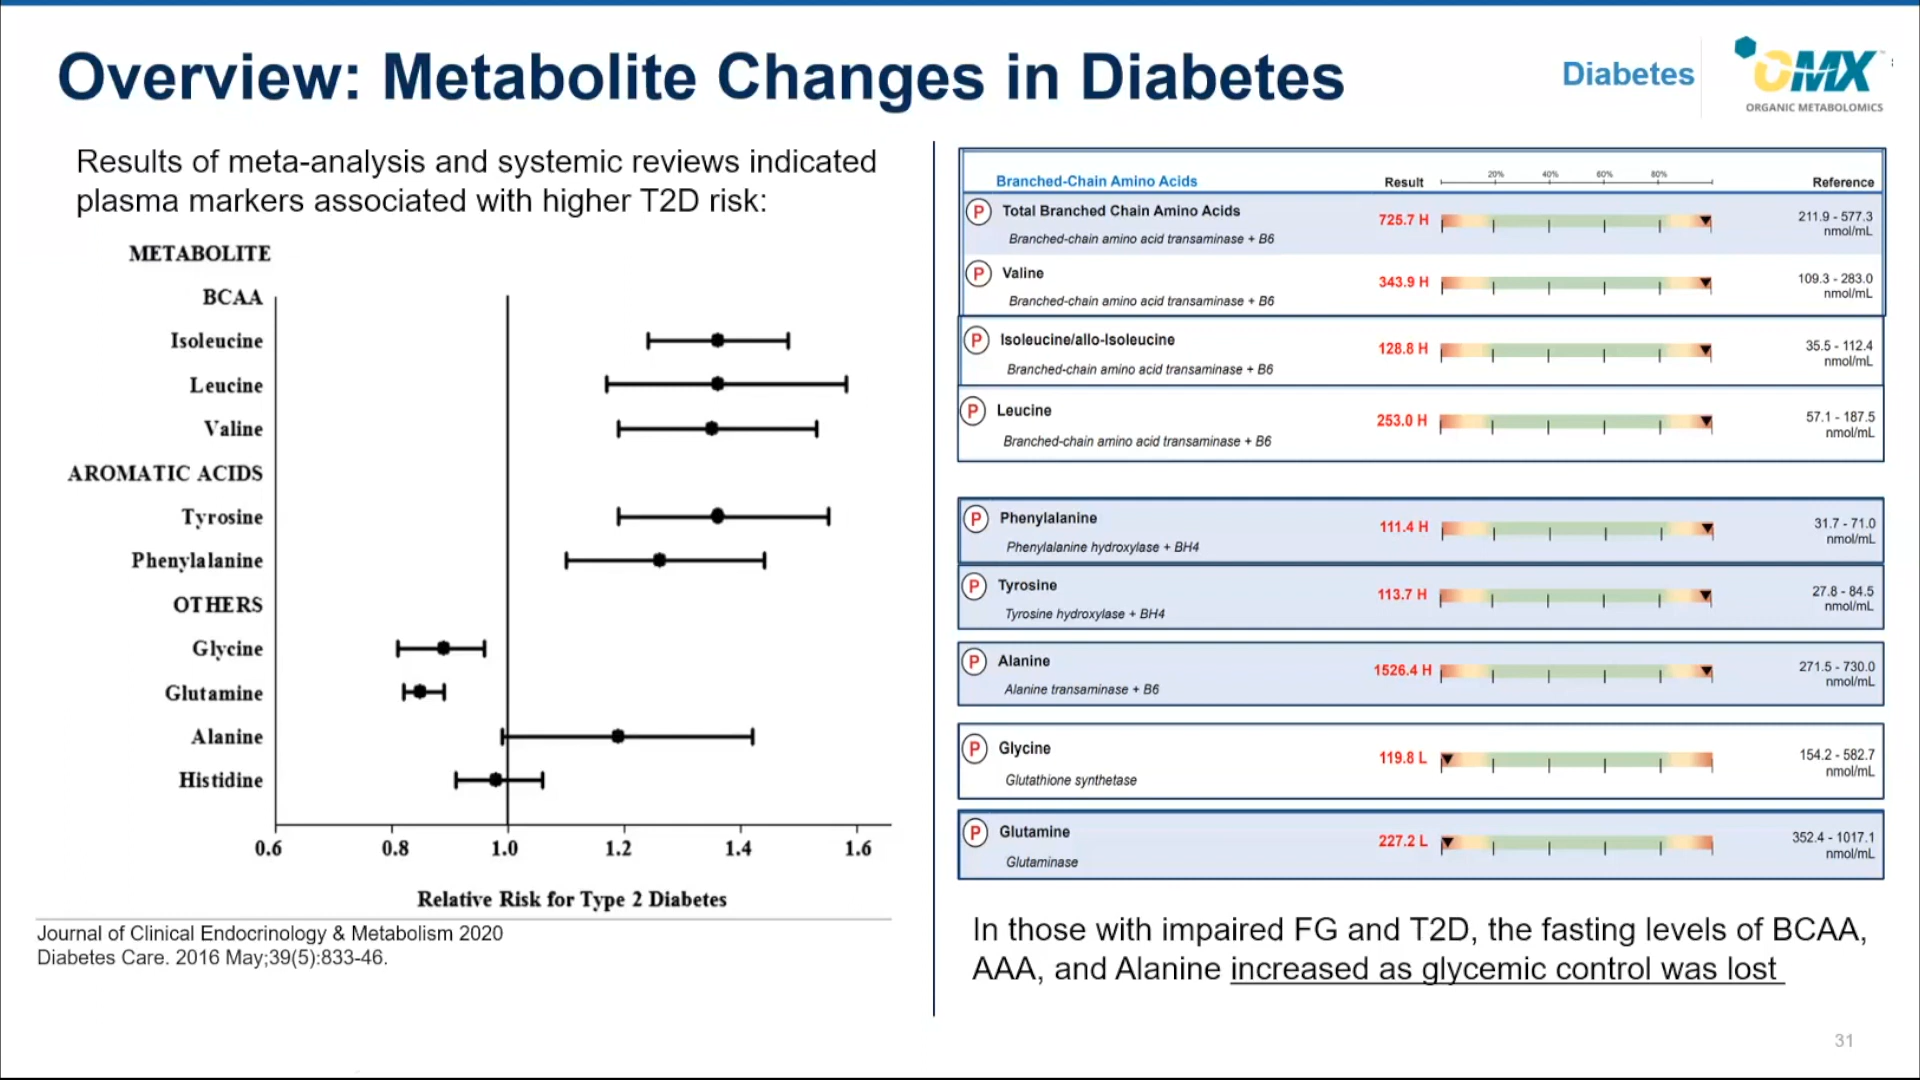 Overview: Metabolite Changes in Diabetes
Diabetes
OMX
ORGANIC METABOLOMICS
Results of meta-analysis and systemic reviews indicated
plasma markers associated with higher T2D risk:
METABOLITE
BCAA
Isoleucine
Leucine
Valine
AROMATIC ACIDS
Tyrosine
Phenylalanine
OTHERS
Glycine
Glutamine
Alanine
Histidine
0.6 0.8 1.0 1.2 1.4 1.6
Relative Risk for Type 2 Diabetes
Journal of Clinical Endocrinology & Metabolism 2020
Diabetes Care. 2016 May;39(5):833-46.
Branched-Chain Amino Acids Result 20% 40% 60% 80% Reference
P Total Branched Chain Amino Acids 725.7 H 211.9 - 577.3
Branched-chain amino acid transaminase + B6 nmol/mL
P Valine 343.9 H 109.3 - 283.0
Branched-chain amino acid transaminase + B6 nmol/mL
P Isoleucine/allo-Isoleucine 128.8 H 35.5 - 112.4
Branched-chain amino acid transaminase + B6 nmol/mL
P Leucine 253.0 H 57.1 - 187.5
Branched-chain amino acid transaminase + B6 nmol/mL
P Phenylalanine 111.4 H 31.7 - 71.0
Phenylalanine hydroxylase + BH4 nmol/mL
P Tyrosine 113.7 H 27.8 - 84.5
Tyrosine hydroxylase + BH4 nmol/mL
P Alanine 1526.4 H 271.5 - 730.0
Alanine transaminase + B6 nmol/mL
P Glycine 119.8 L 154.2 - 582.7
Glutathione synthetase nmol/mL
P Glutamine 227.2 L 352.4 - 1017.1
Glutaminase nmol/mL
In those with impaired FG and T2D, the fasting levels of BCAA,
AAA, and Alanine increased as glycemic control was lost
31